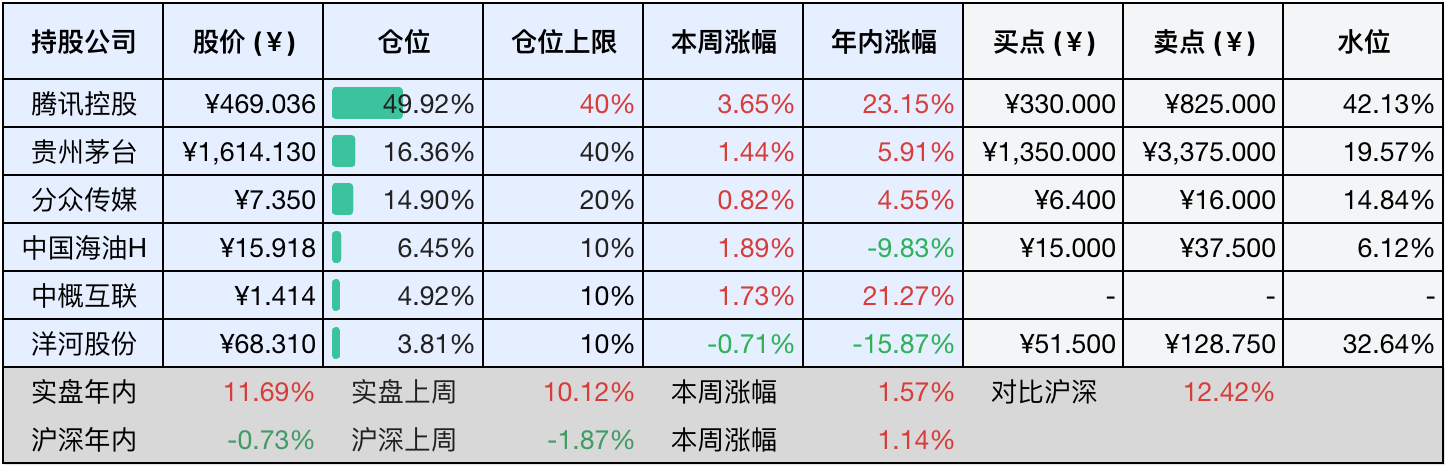 持股公司 股价 (¥) 仓位 仓位上限 本周涨幅 年内涨幅 买点 (¥) 卖点 (¥) 水位
腾讯控股 ¥469.036 49.92% 40% 3.65% 23.15% ¥330.000 ¥825.000 42.13%
贵州茅台 ¥1,614.130 16.36% 40% 1.44% 5.91% ¥1,350.000 ¥3,375.000 19.57%
分众传媒 ¥7.350 14.90% 20% 0.82% 4.55% ¥6.400 ¥16.000 14.84%
中国海油H ¥15.918 6.45% 10% 1.89% -9.83% ¥15.000 ¥37.500 6.12%
中概互联 ¥1.414 4.92% 10% 1.73% 21.27% - - -
洋河股份 ¥68.310 3.81% 10% -0.71% -15.87% ¥51.500 ¥128.750 32.64%
实盘年内 11.69% 实盘上周 10.12% 本周涨幅 1.57% 对比沪深 12.42%
沪深年内 -0.73% 沪深上周 -1.87% 本周涨幅 1.14%